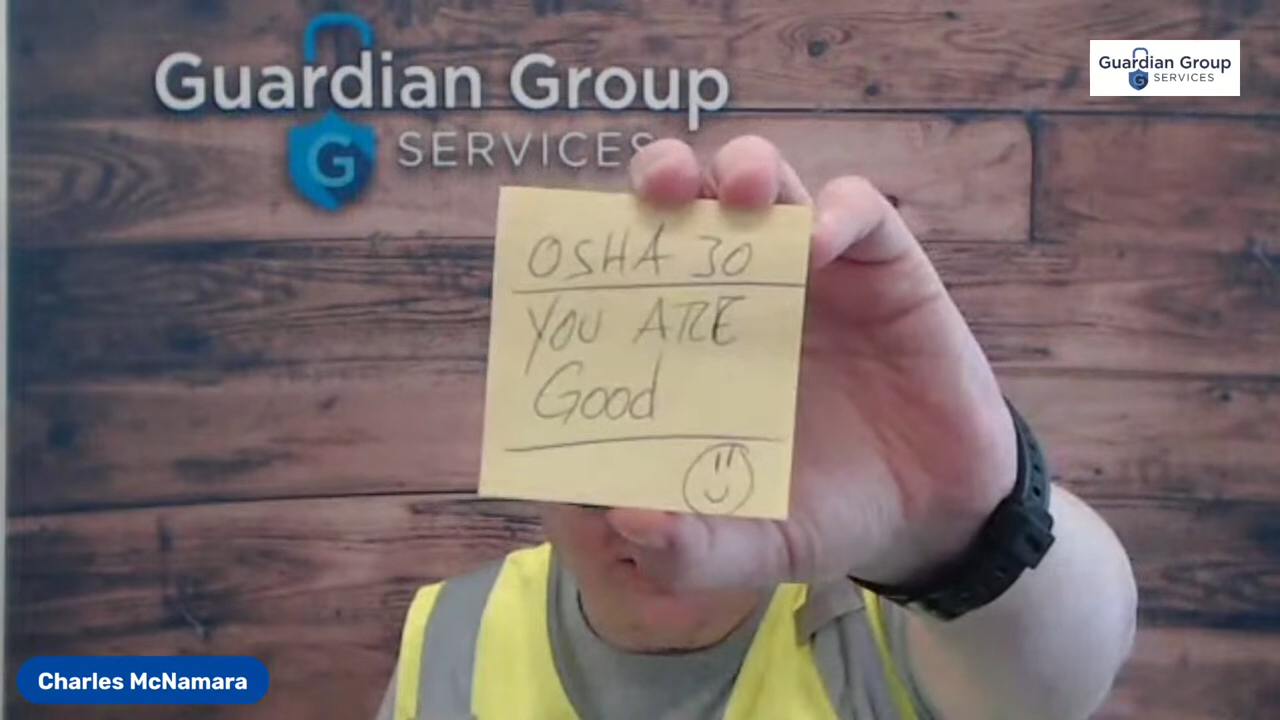 Guardian Group
SERVICES
G
Guardian Group
G SERVICES
OSHA 30
YOU ARE
Good
Charles McNamara